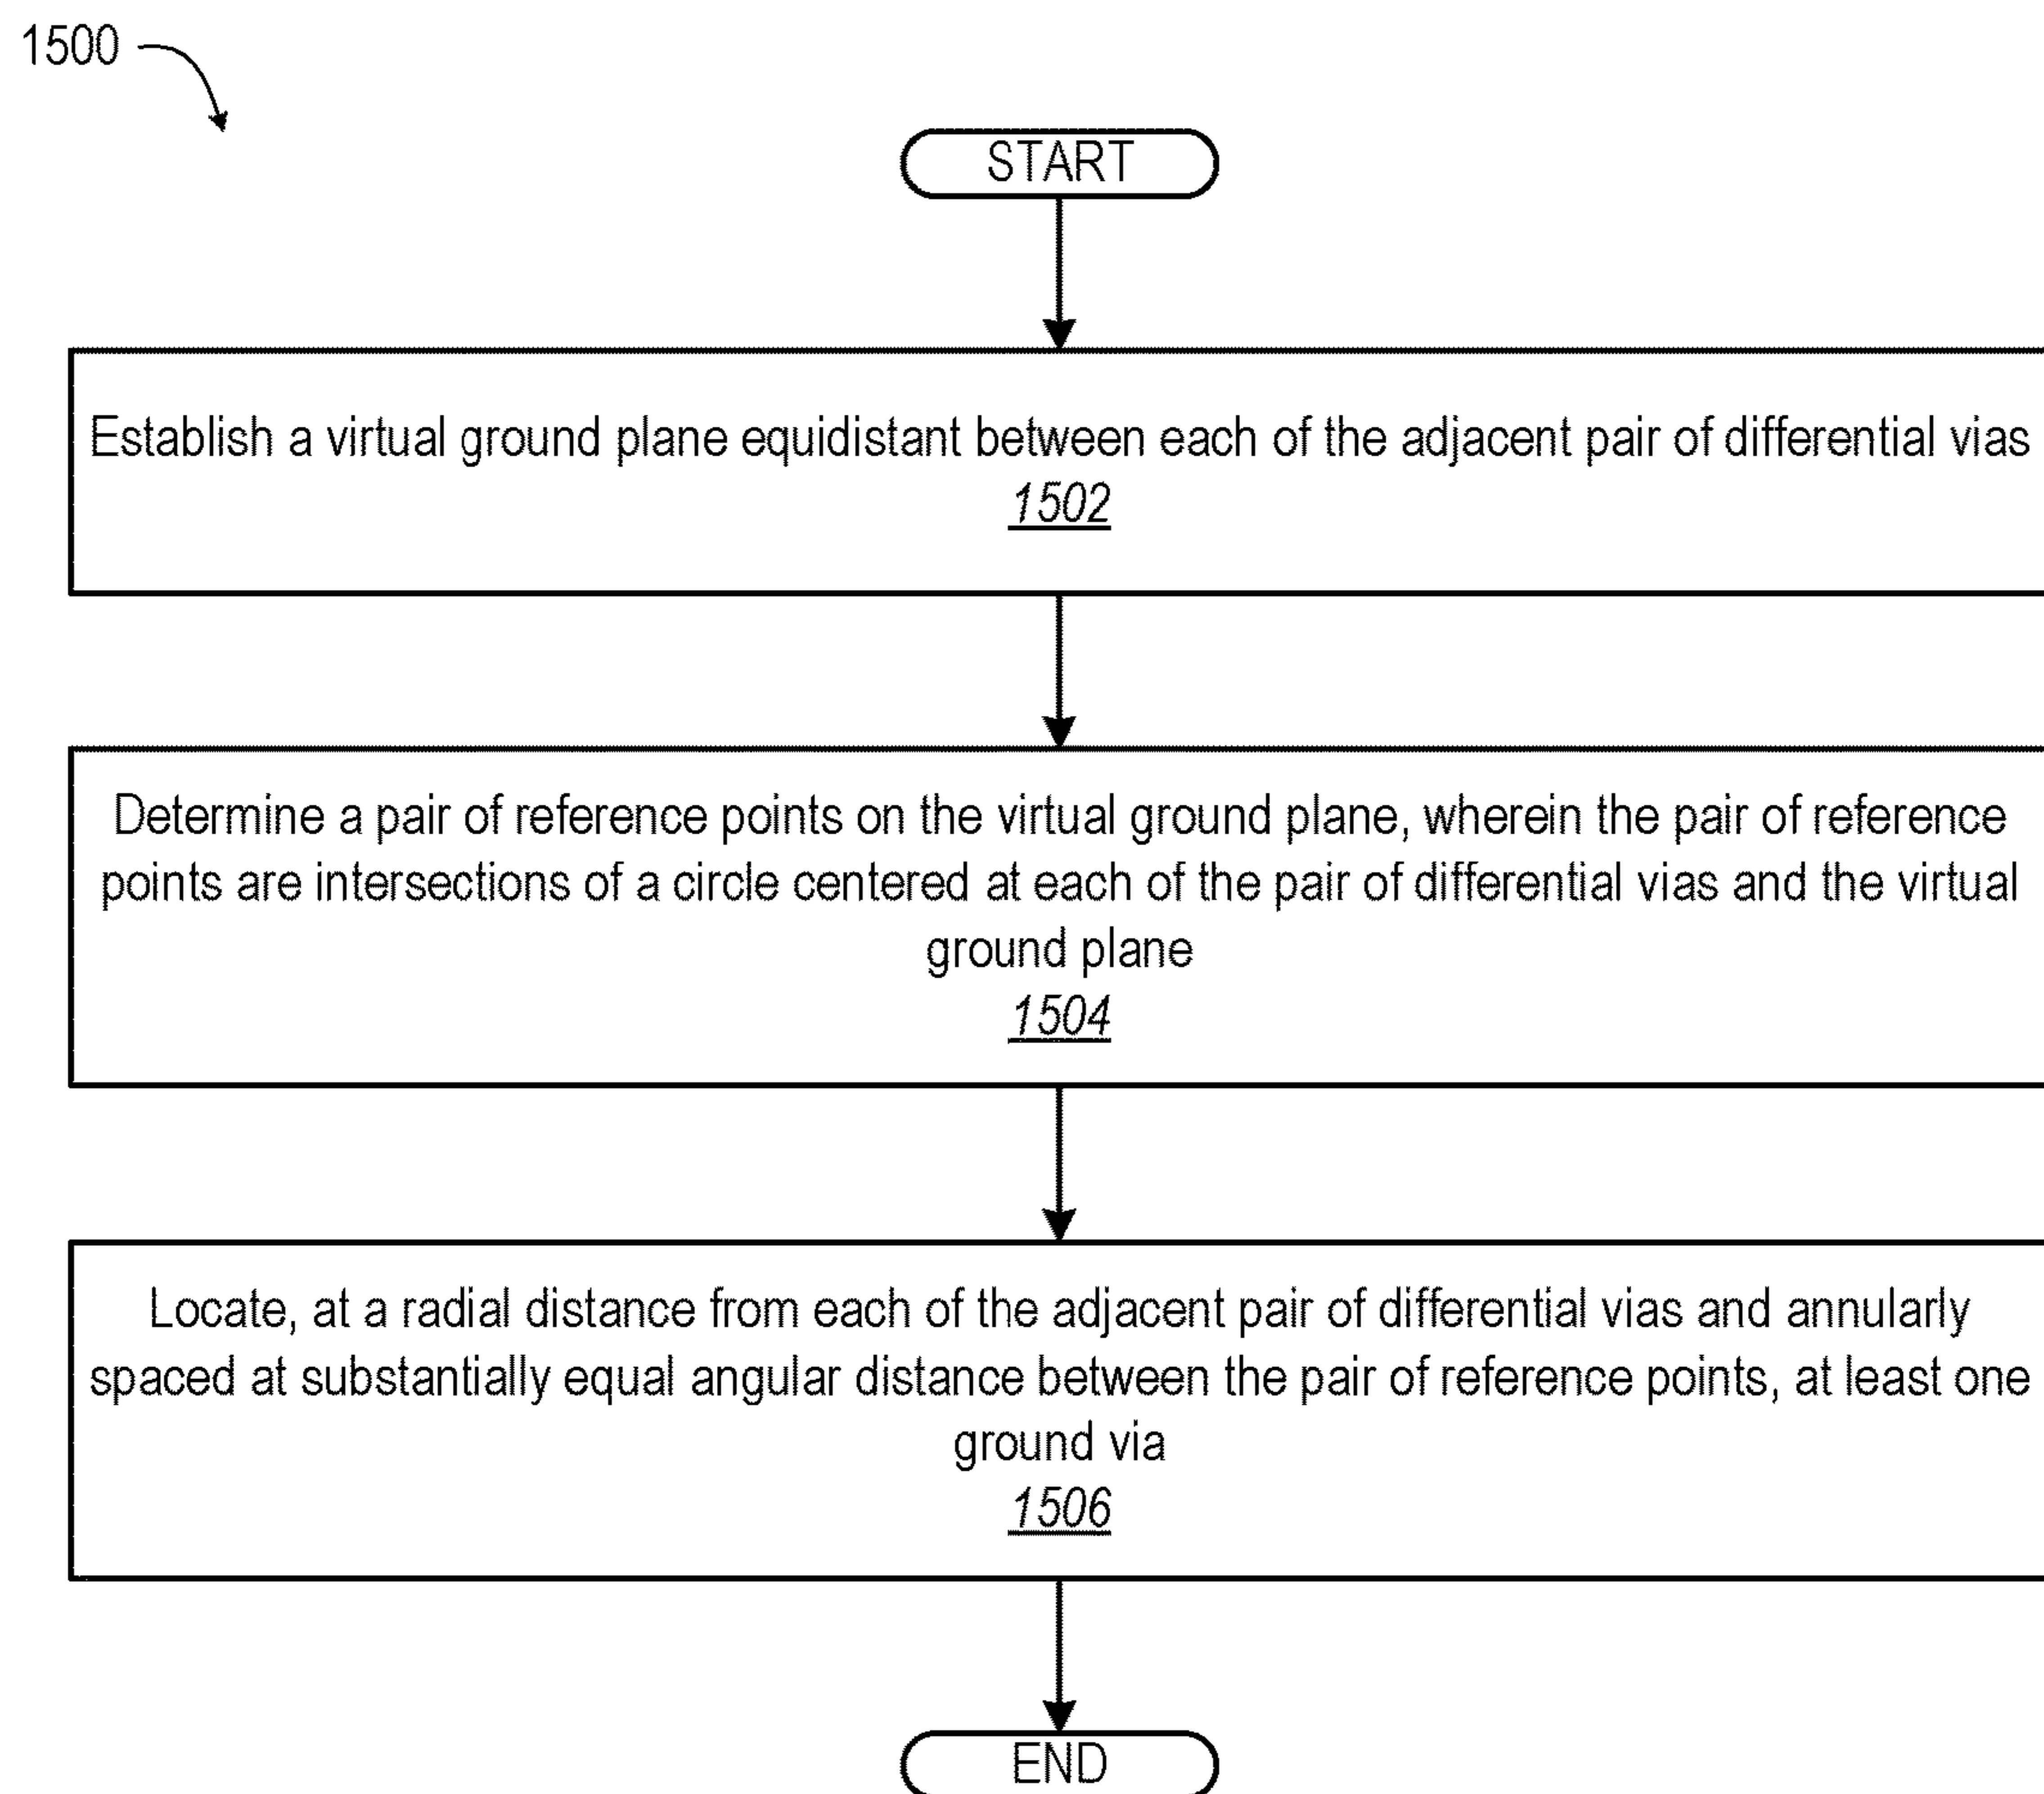 1500
START
Establish a virtual ground plane equidistant between each of the adjacent pair of differential vias
1502
Determine a pair of reference points on the virtual ground plane, wherein the pair of reference
points are intersections of a circle centered at each of the pair of differential vias and the virtual
ground plane
1504
Locate, at a radial distance from each of the adjacent pair of differential vias and annularly
spaced at substantially equal angular distance between the pair of reference points, at least one
ground via
1506
END